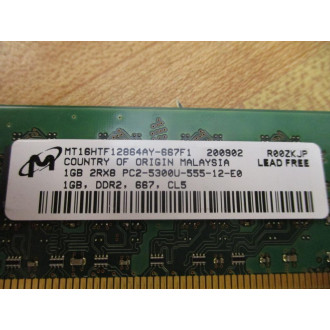 MT16HTF12864AY-667F1 200902 R00ZKJP
COUNTRY OF ORIGIN MALAYSIA LEAD FREE
1GB 2RX8 PC2-5300U-555-12-E0
1GB, DDR2, 667, CL5